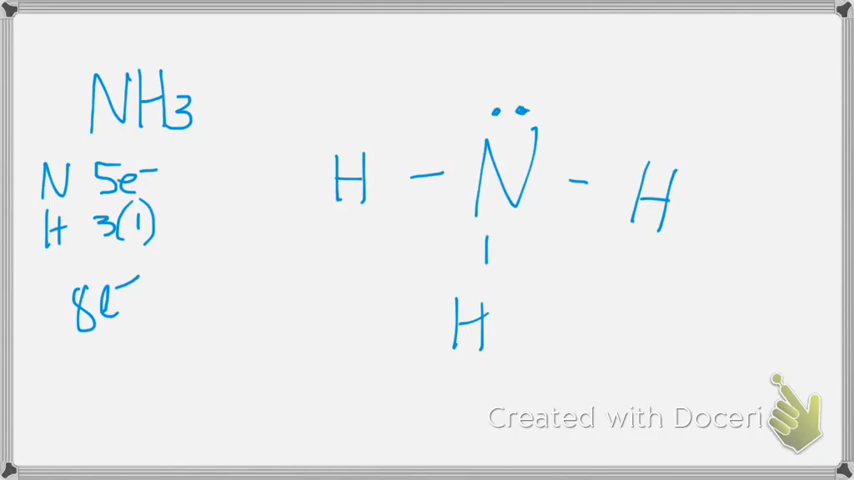 NH3
N 5e-
H 3(1)
8e-
H - N - H
H
Created with Doceri